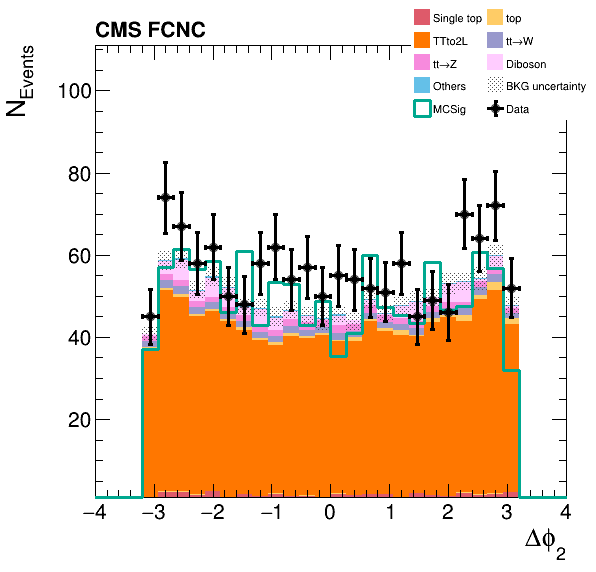 CMS FCNC
Single top
top
TTto2L
tt→W
tt→Z
Diboson
Others
BKG uncertainty
MCSig
Data
N_Events
100
80
60
40
20
−4 −3 −2 −1 0 1 2 3 4
Δϕ_2